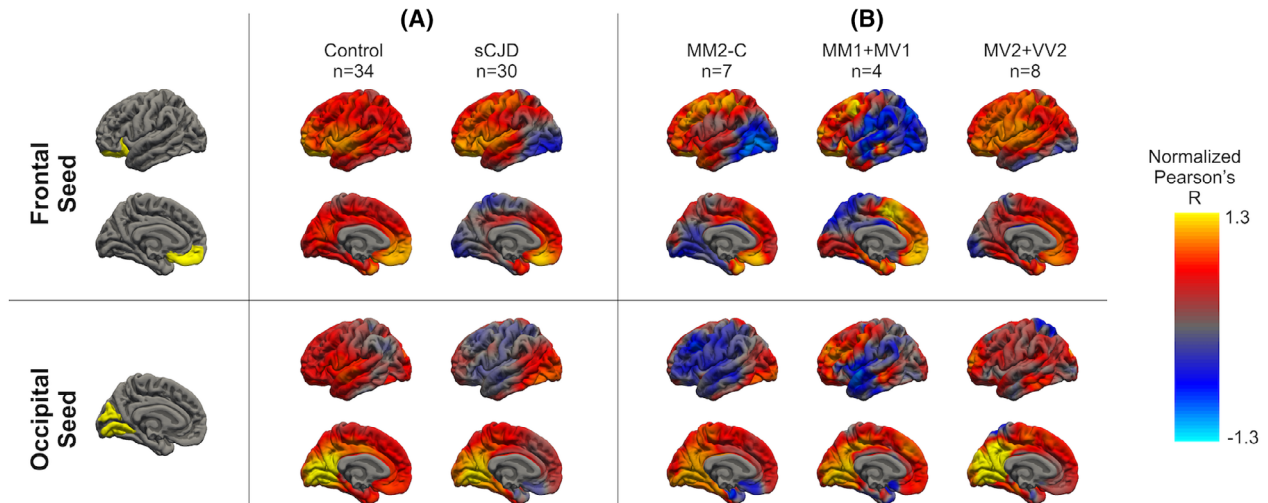 (A)
(B)
Control
n=34
sCJD
n=30
MM2-C
n=7
MM1+MV1
n=4
MV2+VV2
n=8
Frontal
Seed
Occipital
Seed
Normalized
Pearson's
R
1.3
-1.3